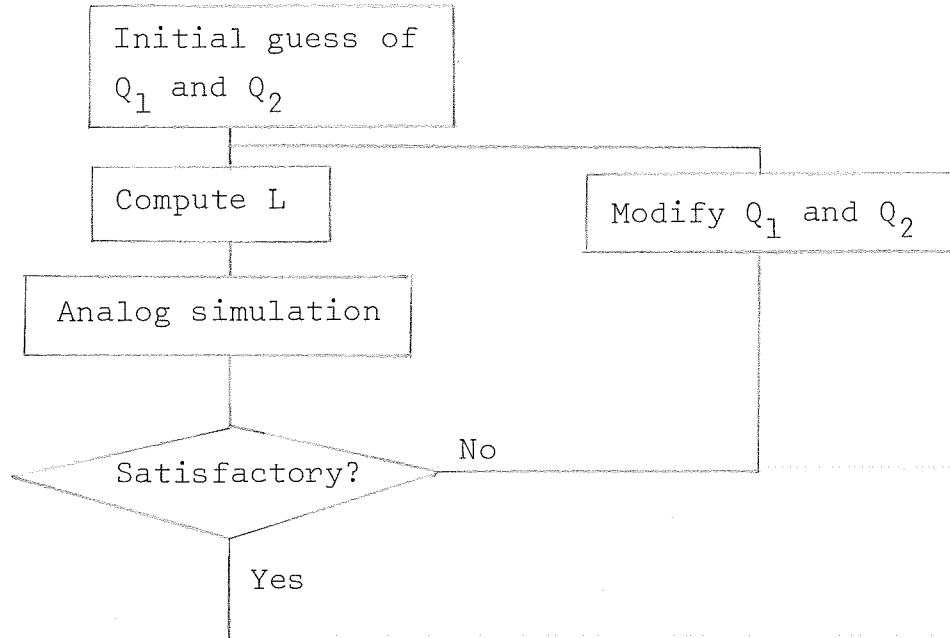 Initial guess of
Q₁ and Q₂
Compute L
Modify Q₁ and Q₂
Analog simulation
No
Satisfactory?
Yes